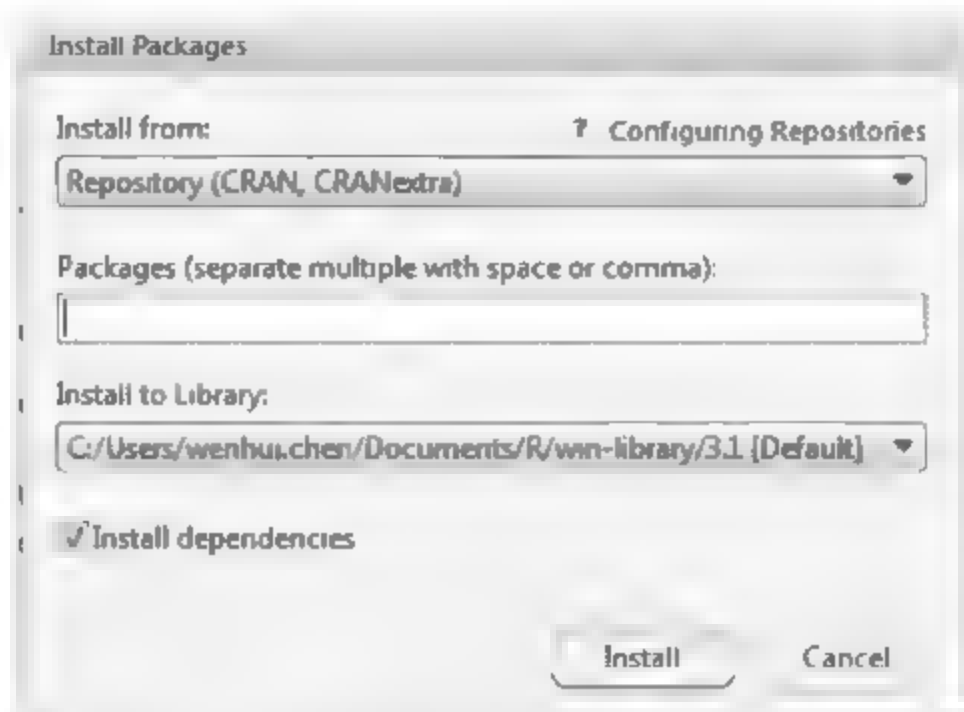 Install Packages
Install from: ? Configuring Repositories
Repository (CRAN, CRANextra)
Packages (separate multiple with space or comma):
Install to Library:
C:/Users/wenhui.chen/Documents/R/win-library/3.1 [Default]
Install dependencies
Install Cancel